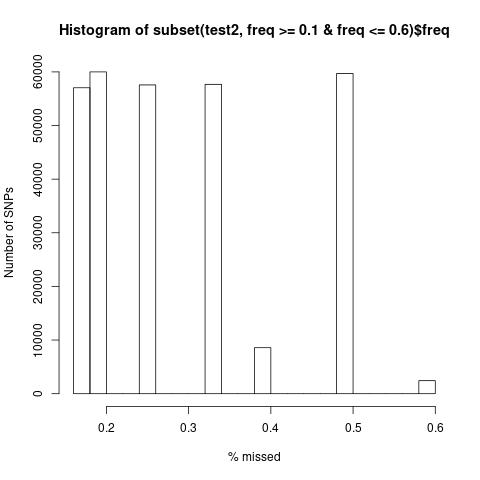 Histogram of subset(test2, freq >= 0.1 & freq <= 0.6)$freq
60000
50000
40000
30000
20000
10000
0
Number of SNPs
0.2 0.3 0.4 0.5 0.6
% missed